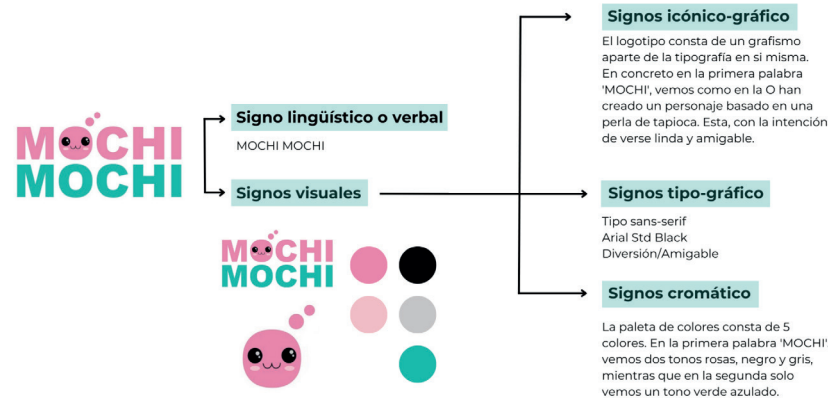 MOCHI
MOCHI
Signo lingüístico o verbal
MOCHI MOCHI
Signos visuales
MOCHI
MOCHI
Signos icónico-gráfico
El logotipo consta de un grafismo
aparte de la tipografía en si misma.
En concreto en la primera palabra
'MOCHI', vemos como en la O han
creado un personaje basado en una
perla de tapioca. Esta, con la intención
de verse linda y amigable.
Signos tipo-gráfico
Tipo sans-serif
Arial Std Black
Diversión/Amigable
Signos cromático
La paleta de colores consta de 5
colores. En la primera palabra 'MOCHI'
vemos dos tonos rosas, negro y gris,
mientras que en la segunda solo
vemos un tono verde azulado.